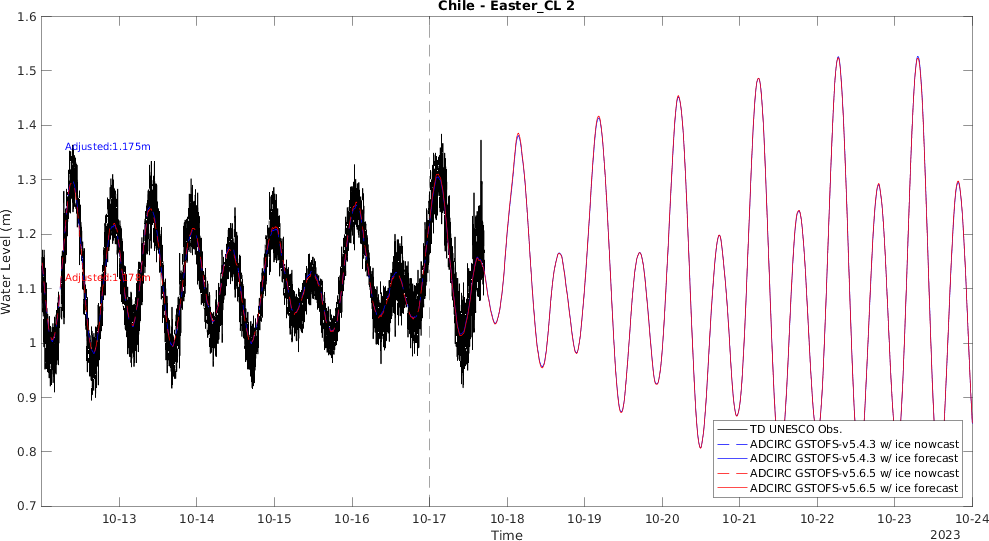 Chile - Easter_CL 2
1.6
1.5
1.4
1.3
1.2
1.1
1
0.9
0.8
0.7
Water Level (m)
Adjusted:1.175m
Adjusted:1.178m
TD UNESCO Obs.
ADCIRC GSTOFS-v5.4.3 w/ ice nowcast
ADCIRC GSTOFS-v5.4.3 w/ ice forecast
ADCIRC GSTOFS-v5.6.5 w/ ice nowcast
ADCIRC GSTOFS-v5.6.5 w/ ice forecast
10-13 10-14 10-15 10-16 10-17 10-18 10-19 10-20 10-21 10-22 10-23 10-24
Time
2023